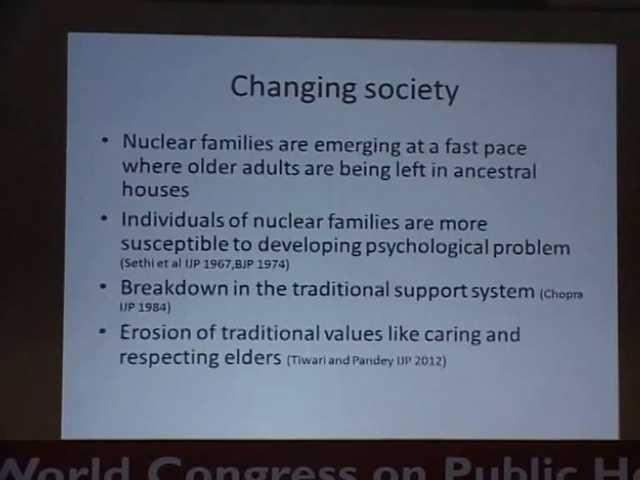 Changing society
• Nuclear families are emerging at a fast pace
where older adults are being left in ancestral
houses
• Individuals of nuclear families are more
susceptible to developing psychological problem
(Sethi et al IJP 1967,BJP 1974)
• Breakdown in the traditional support system (Chopra
IJP 1984)
• Erosion of traditional values like caring and
respecting elders (Tiwari and Pandey IJP 2012)
World Congress on Public He